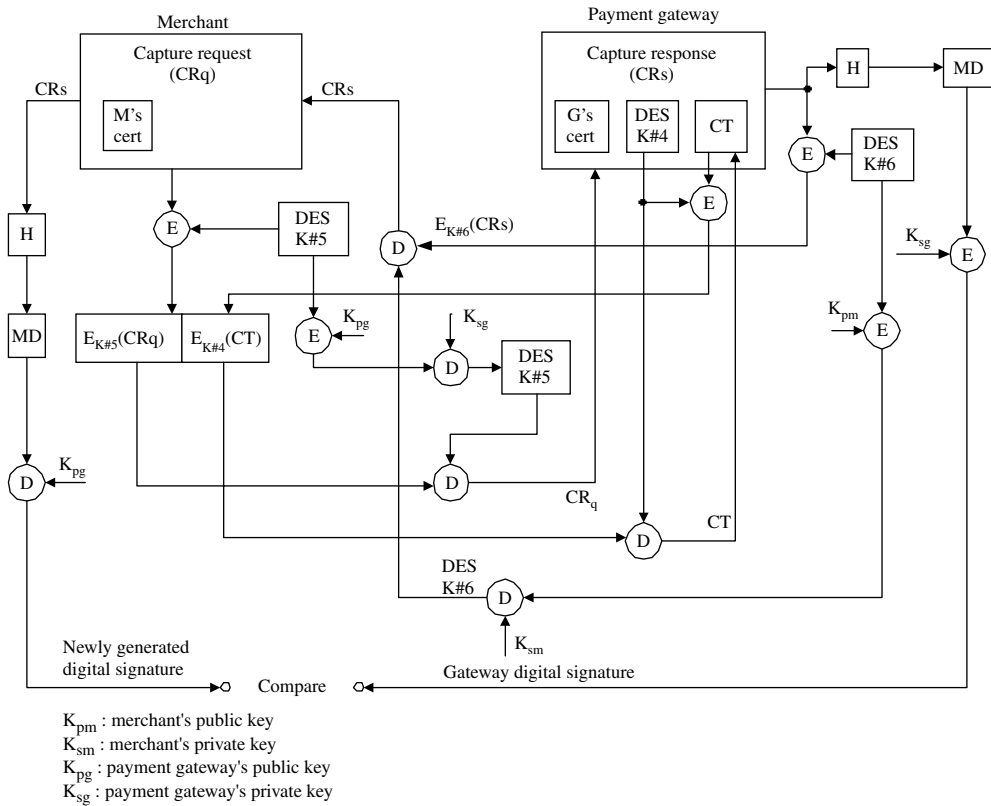 Merchant
Payment gateway
Capture request
(CRq)
M's
cert
CRs
CRs
Capture response
(CRs)
G's
cert
DES
K#4
CT
H
MD
E
DES
K#6
H
E
DES
K#5
D
E_K#6(CRs)
E
K_sg
E
MD
E_K#5(CRq)
E_K#4(CT)
E
K_pg
K_sg
D
DES
K#5
K_pm
E
D
K_pg
D
CR_q
D
CT
DES
K#6
D
K_sm
Newly generated
digital signature
Compare
Gateway digital signature
K_pm : merchant's public key
K_sm : merchant's private key
K_pg : payment gateway's public key
K_sg : payment gateway's private key